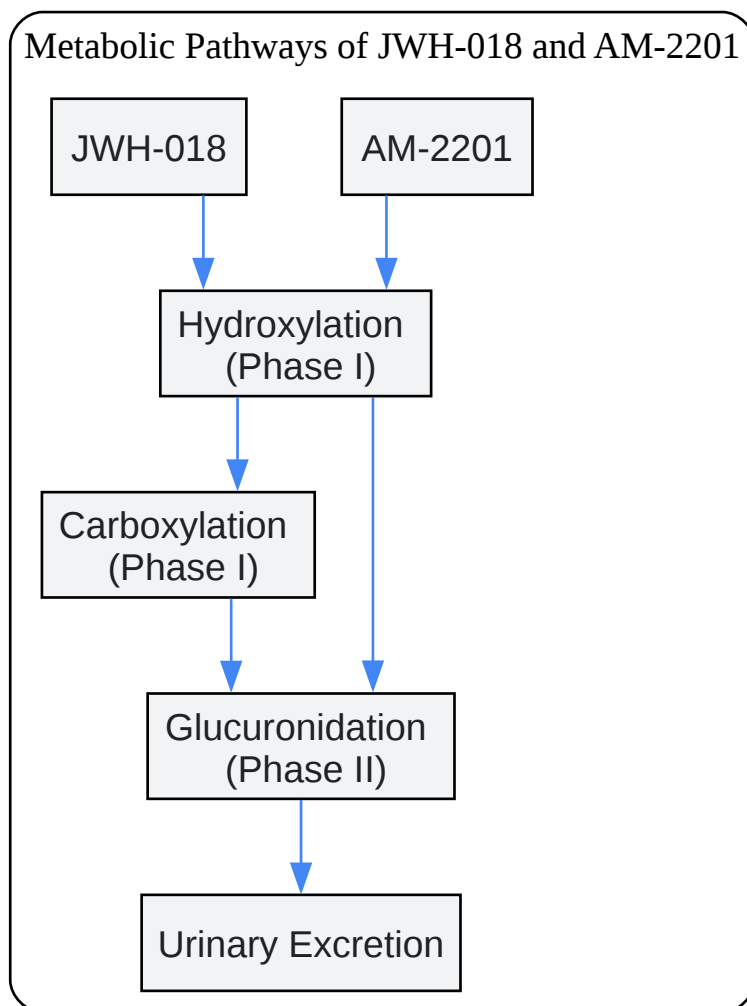 Metabolic Pathways of JWH-018 and AM-2201
JWH-018
AM-2201
Hydroxylation
(Phase I)
Carboxylation
(Phase I)
Glucuronidation
(Phase II)
Urinary Excretion